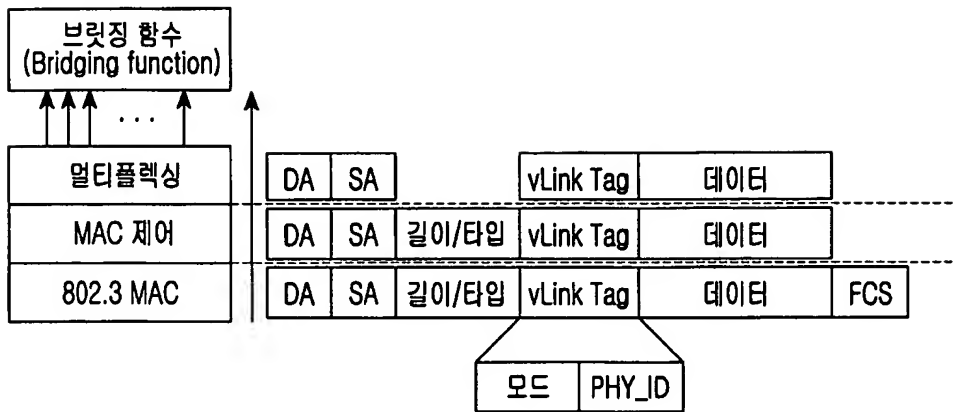 브릿징 함수
(Bridging function)
· · ·
멀티플렉싱 DA SA vLink Tag 데이터
MAC 제어 DA SA 길이/타입 vLink Tag 데이터
802.3 MAC DA SA 길이/타입 vLink Tag 데이터 FCS
모드 PHY_ID